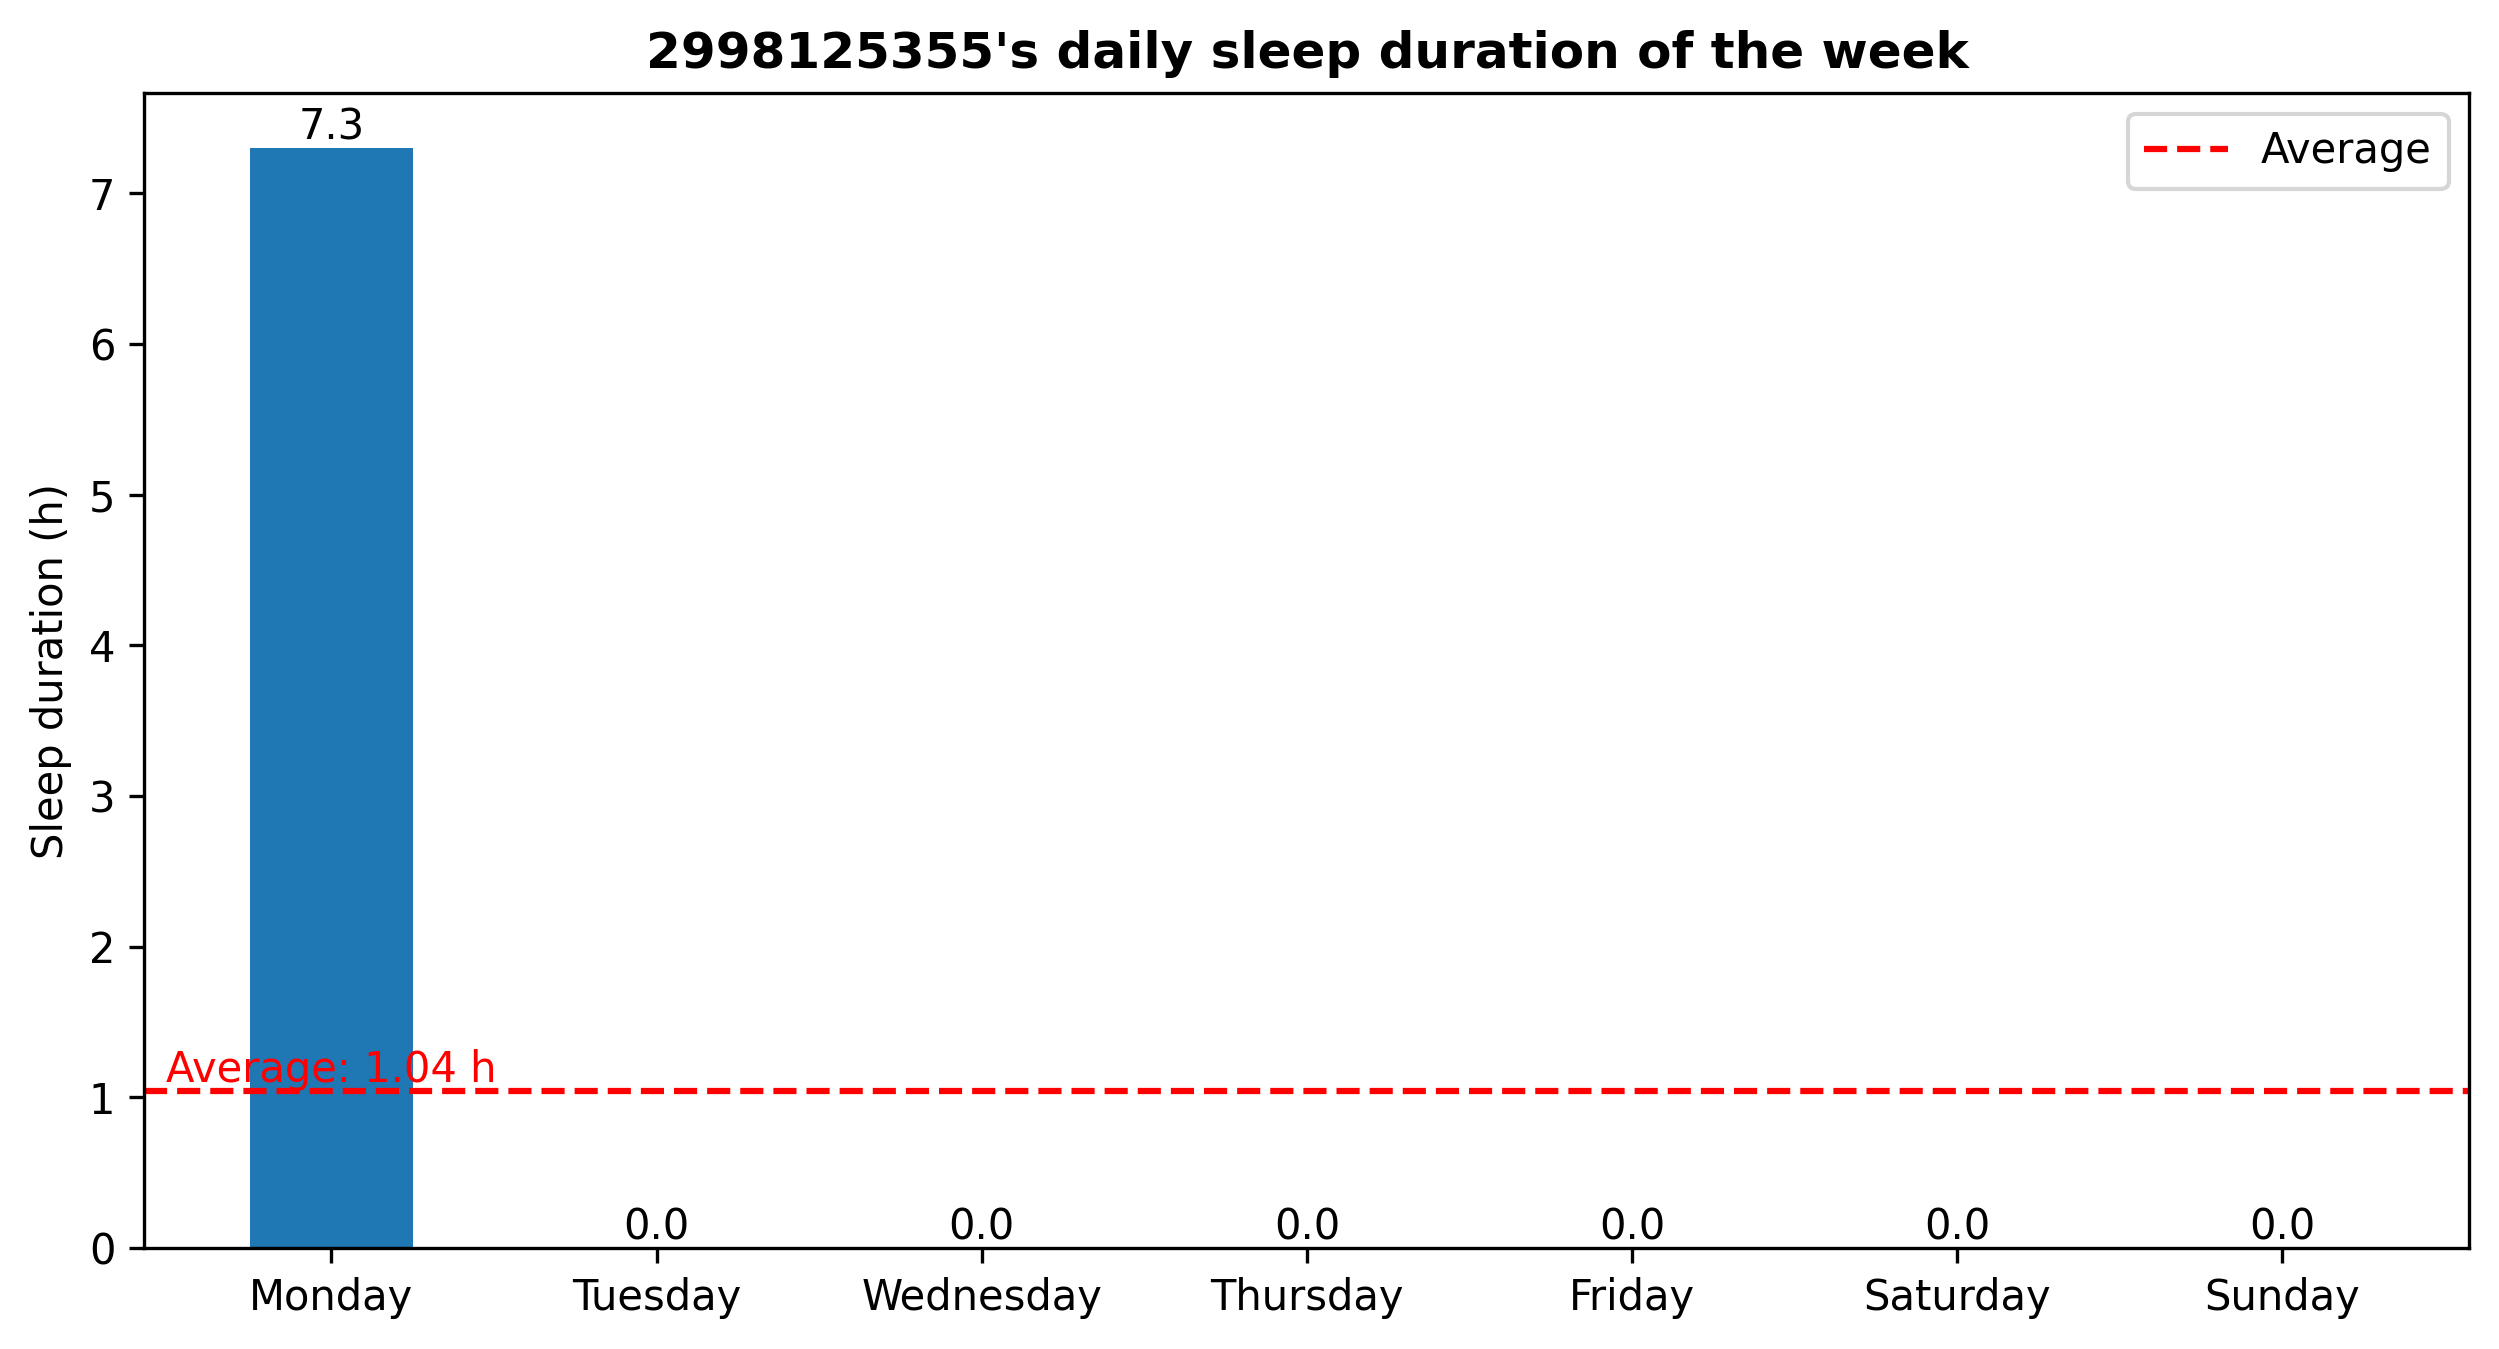 2998125355's daily sleep duration of the week
7.3
Average
7
6
5
4
3
2
1
0
Sleep duration (h)
Average: 1.04 h
0.0 0.0 0.0 0.0 0.0 0.0
Monday Tuesday Wednesday Thursday Friday Saturday Sunday